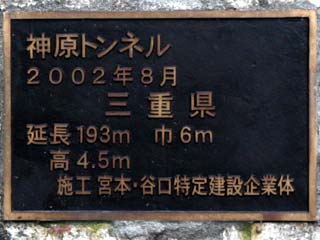 神原トンネル
２００２年８月
三重県
延長193m 巾6m
高4.5m
施工 宮本・谷口特定建設企業体